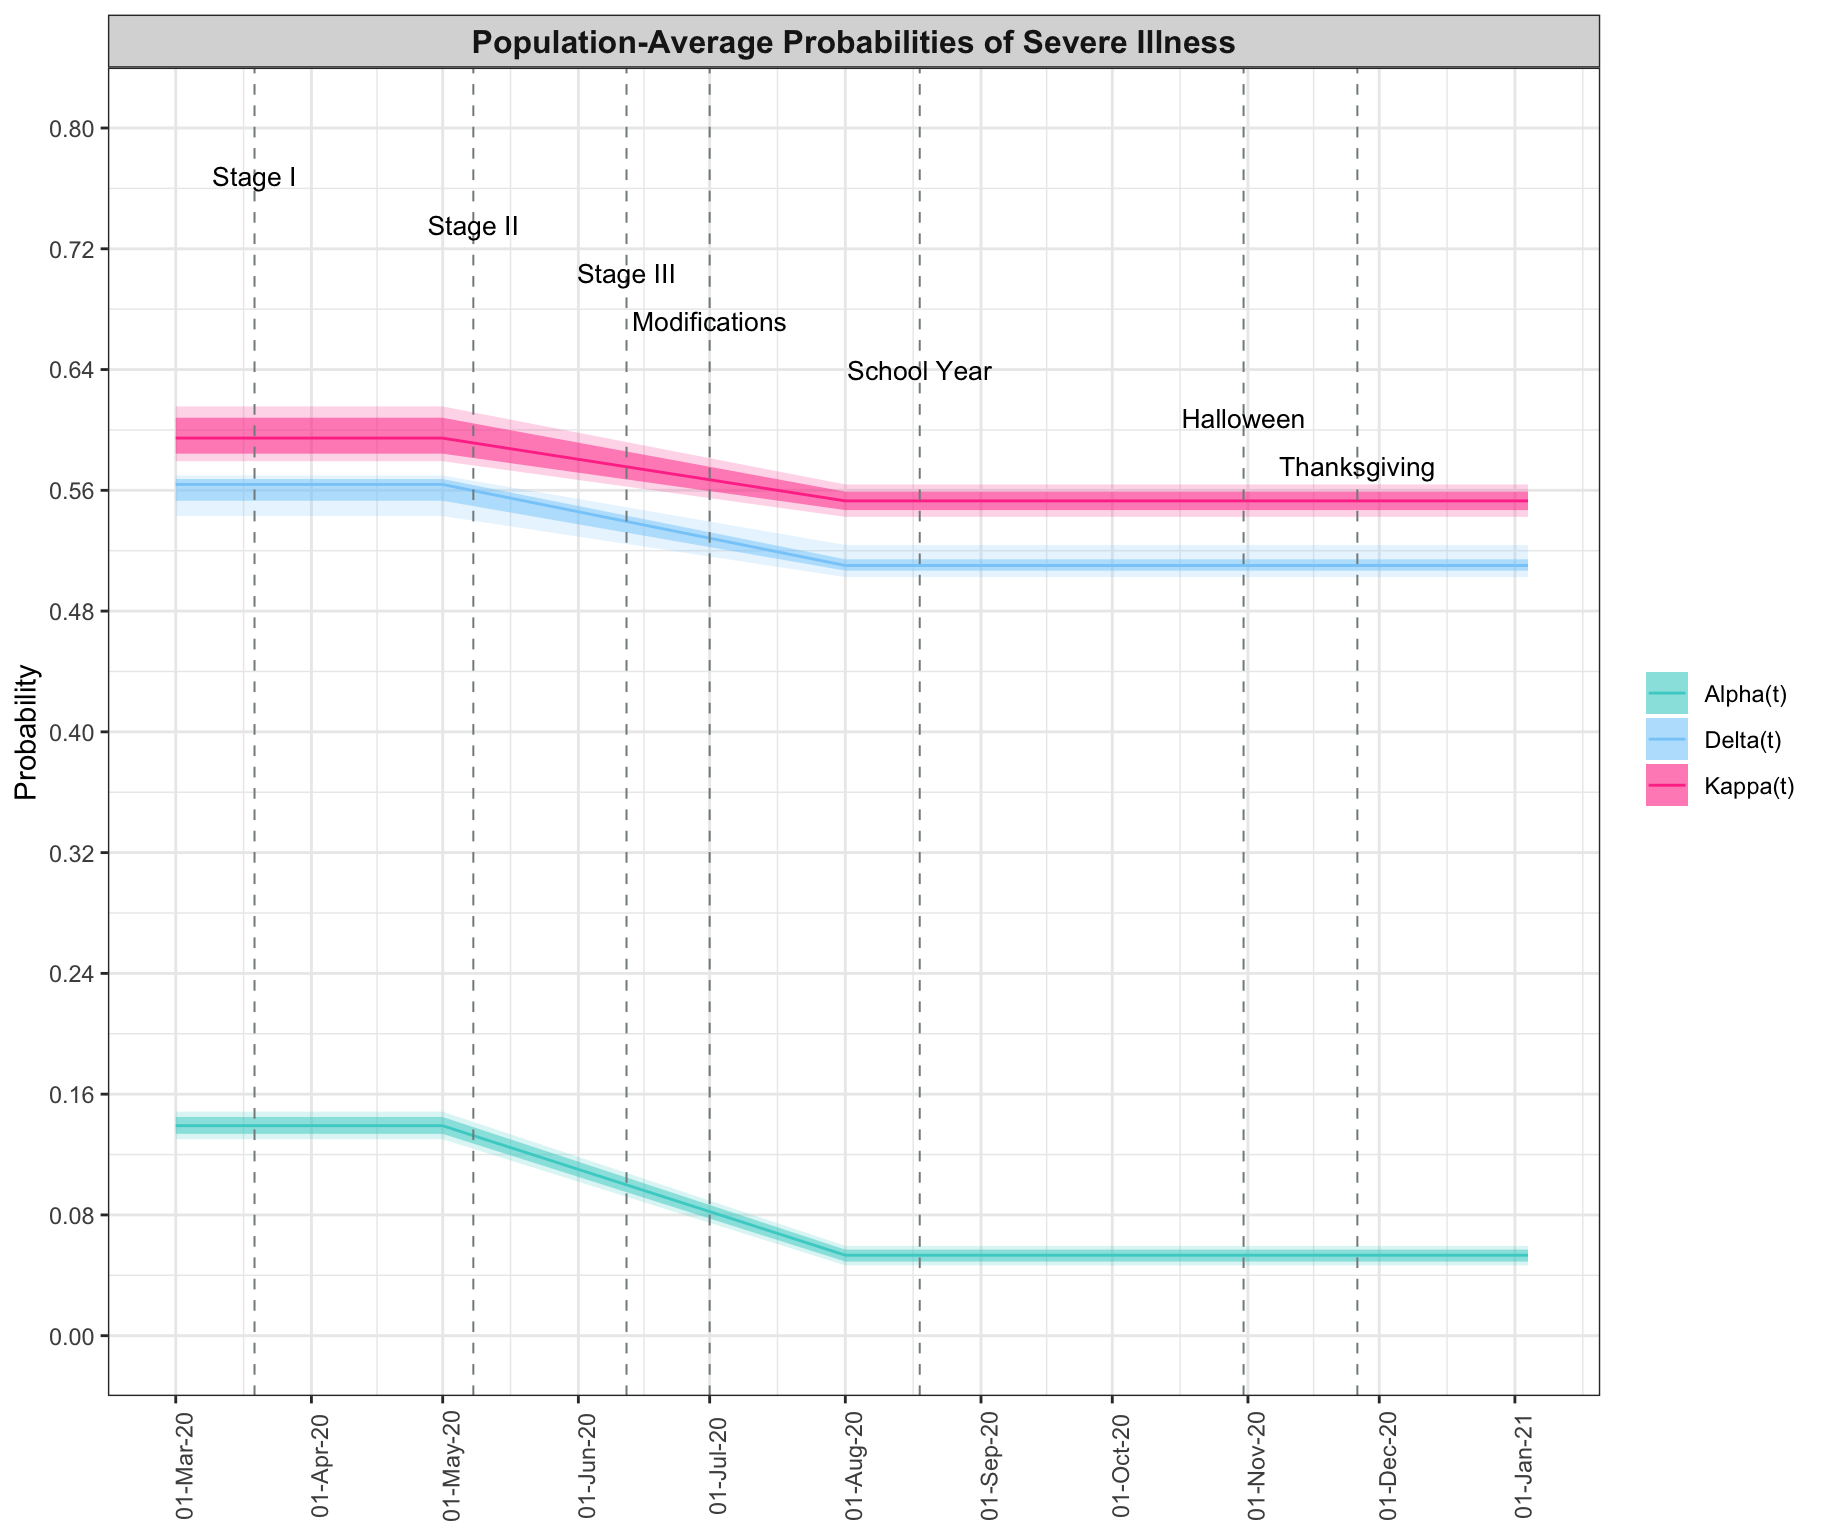 Population-Average Probabilities of Severe Illness
0.80
Stage I
Stage II
0.72
Stage III
Modifications
0.64
School Year
Halloween
Thanksgiving
0.56
0.48
0.40
0.32
0.24
0.16
0.08
0.00
Probability
Alpha(t)
Delta(t)
Kappa(t)
01-Mar-20
01-Apr-20
01-May-20
01-Jun-20
01-Jul-20
01-Aug-20
01-Sep-20
01-Oct-20
01-Nov-20
01-Dec-20
01-Jan-21